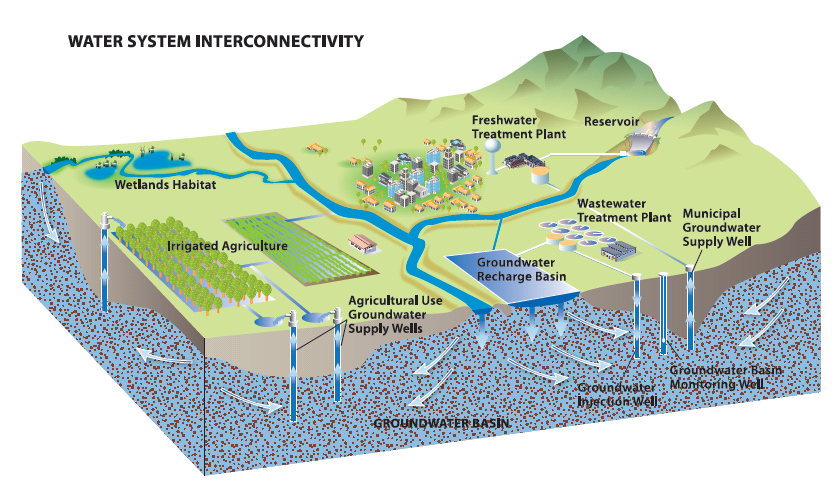 WATER SYSTEM INTERCONNECTIVITY
Freshwater
Treatment Plant
Reservoir
Wetlands Habitat
Wastewater
Treatment Plant
Municipal
Groundwater
Supply Well
Irrigated Agriculture
Groundwater
Recharge Basin
Agricultural Use
Groundwater
Supply Wells
Groundwater
Injection Well
Groundwater Basin
Monitoring Well
GROUNDWATER BASIN